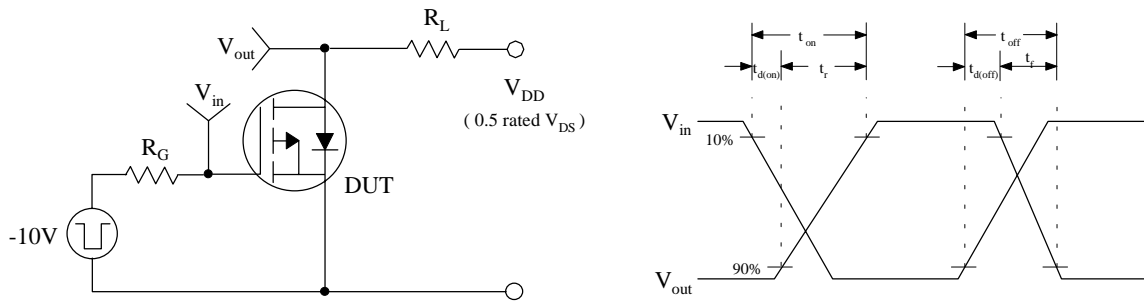 V_out
R_L
V_in
V_DD
( 0.5 rated V_DS )
R_G
DUT
-10V
t_on
t_off
t_d(on)
t_r
t_d(off)
t_f
V_in
10%
90%
V_out